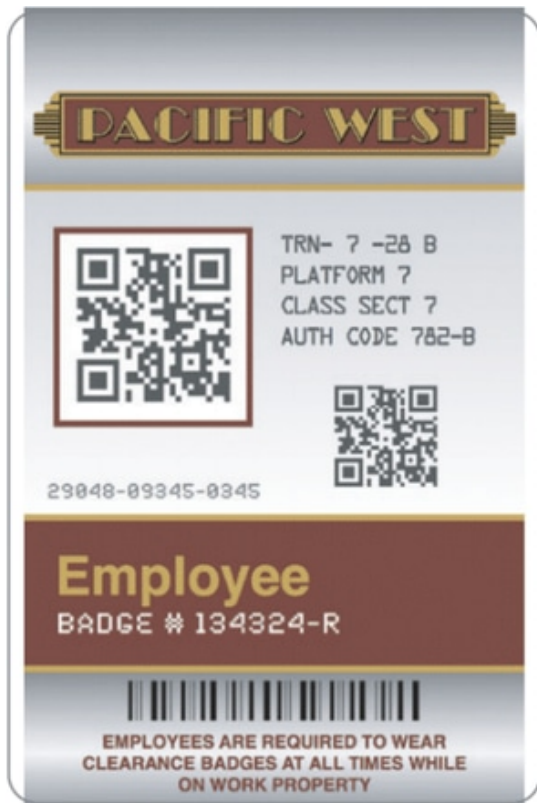 PACIFIC WEST
TRN- 7 -28 B
PLATFORM 7
CLASS SECT 7
AUTH CODE 782-B
29048-09345-0345
Employee
BADGE # 134324-R
EMPLOYEES ARE REQUIRED TO WEAR
CLEARANCE BADGES AT ALL TIMES WHILE
ON WORK PROPERTY